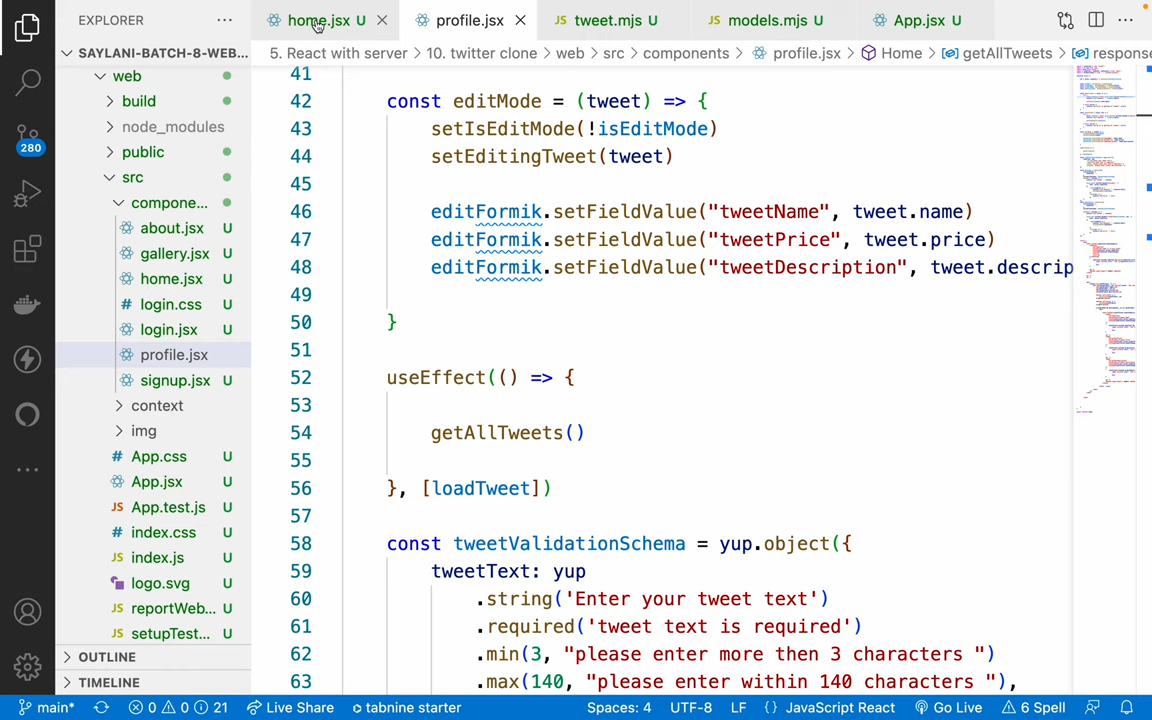 EXPLORER
home.jsx U
profile.jsx
JS tweet.mjs U
JS models.mjs U
App.jsx U
SAYLANI-BATCH-8-WEB...
5. React with server > 10. twitter clone > web > src > components > profile.jsx > Home > getAllTweets > response
web
build
node_modules
public
src
compone...
about.jsx U
gallery.jsx U
home.jsx U
# login.css U
login.jsx U
profile.jsx
signup.jsx U
context
img
# App.css U
App.jsx U
JS App.test.js U
# index.css U
JS index.js U
logo.svg U
JS reportWeb... U
JS setupTest... U
OUTLINE
TIMELINE
280
41
42 const editMode = (tweet) => {
43 setIsEditMode(!isEditMode)
44 setEditingTweet(tweet)
45
46 editFormik.setFieldValue("tweetName", tweet.name)
47 editFormik.setFieldValue("tweetPrice", tweet.price)
48 editFormik.setFieldValue("tweetDescription", tweet.descrip
49
50 }
51
52 useEffect(() => {
53
54 getAllTweets()
55
56 }, [loadTweet])
57
58 const tweetValidationSchema = yup.object({
59 tweetText: yup
60 .string('Enter your tweet text')
61 .required('tweet text is required')
62 .min(3, "please enter more then 3 characters ")
63 .max(140, "please enter within 140 characters "),
main* 0 0 21 Live Share tabnine starter Spaces: 4 UTF-8 LF {} JavaScript React Go Live 6 Spell